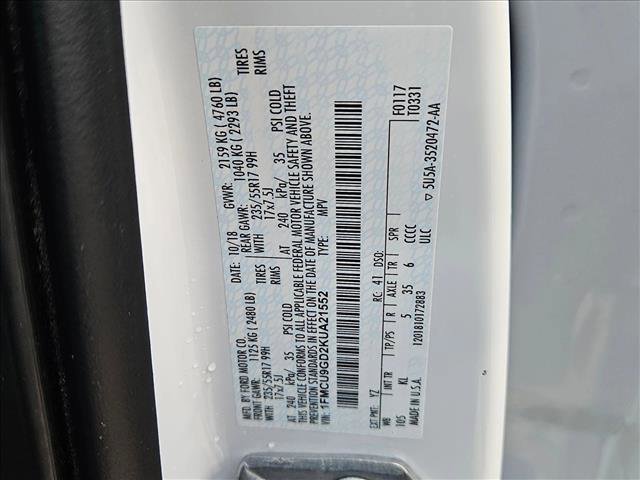 MFD. BY FORD MOTOR CO.
DATE: 10/18 GVWR: 2159 KG ( 4760 LB)
FRONT GAWR: 1125 KG ( 2480 LB) REAR GAWR: 1040 KG ( 2293 LB)
235/55R17 99H TIRES WITH 235/55R17 99H TIRES
17x7.5J RIMS 17x7.5J RIMS
AT 240 kPa/ 35 PSI COLD AT 240 kPa/ 35 PSI COLD
THIS VEHICLE CONFORMS TO ALL APPLICABLE FEDERAL MOTOR VEHICLE SAFETY AND THEFT
PREVENTION STANDARDS IN EFFECT ON THE DATE OF MANUFACTURE SHOWN ABOVE.
VIN: 1FMCU9GD2KUA21552 TYPE: MPV
F0117
T0331
EXT PNT: YZ RC: 41 DSO:
WB INT TR TP/PS R AXLE TR SPR
105 KL 5 35 6 CCCC
MADE IN U.S.A. 1201810172883 ULC
5U5A-3520472-AA